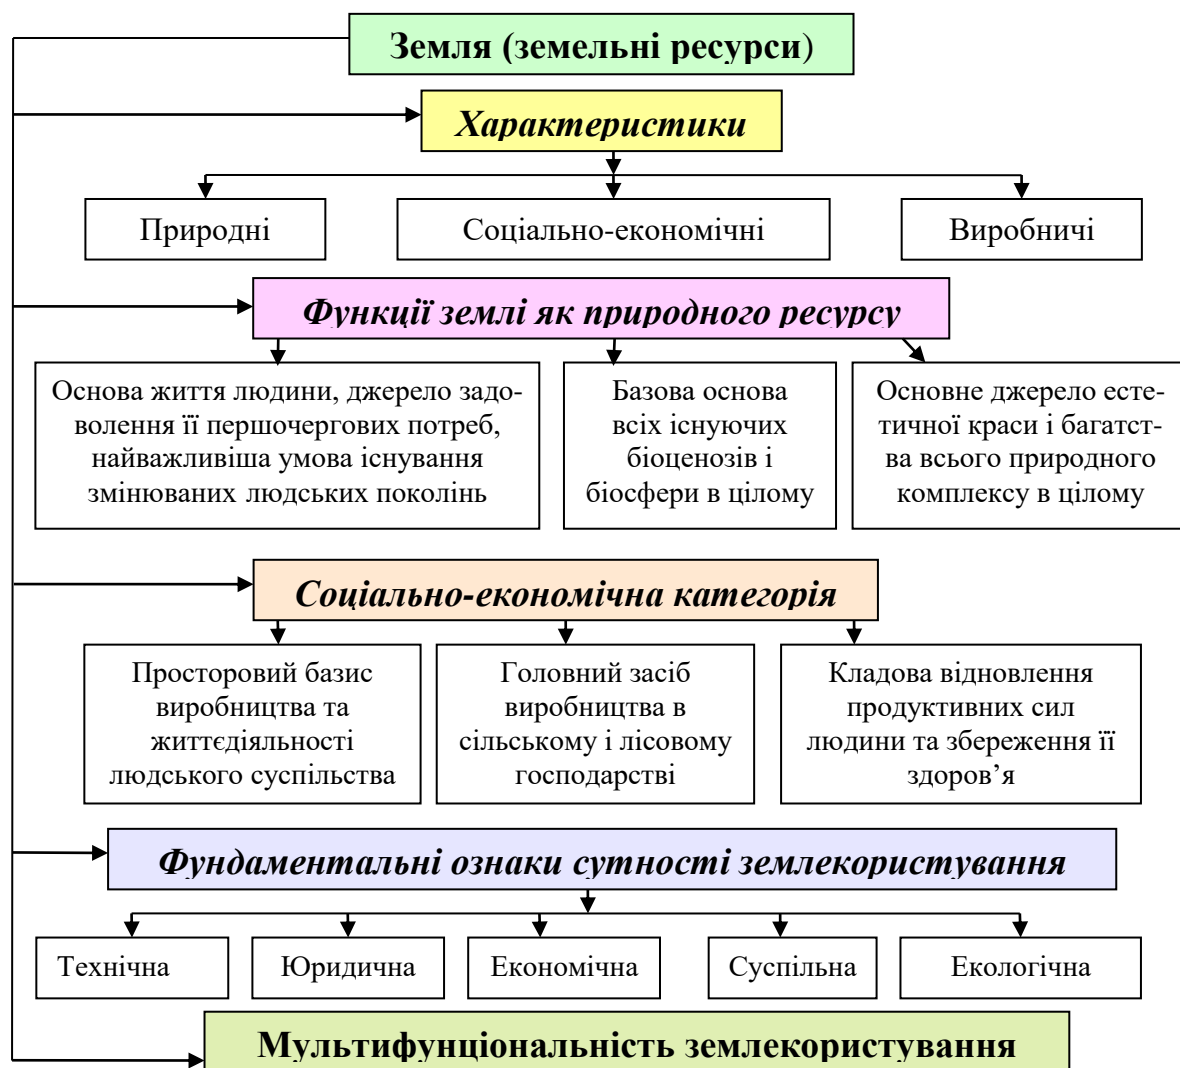 Земля (земельні ресурси)
Характеристики
Природні
Соціально-економічні
Виробничі
Функції землі як природного ресурсу
Основа життя людини, джерело задо-
волення її першочергових потреб,
найважливіша умова існування
змінюваних людських поколінь
Базова основа
всіх існуючих
біоценозів і
біосфери в цілому
Основне джерело есте-
тичної краси і багатст-
ва всього природного
комплексу в цілому
Соціально-економічна категорія
Просторовий базис
виробництва та
життєдіяльності
людського суспільства
Головний засіб
виробництва в
сільському і лісовому
господарстві
Кладова відновлення
продуктивних сил
людини та збереження її
здоров’я
Фундаментальні ознаки сутності землекористування
Технічна
Юридична
Економічна
Суспільна
Екологічна
Мультифунціональність землекористування